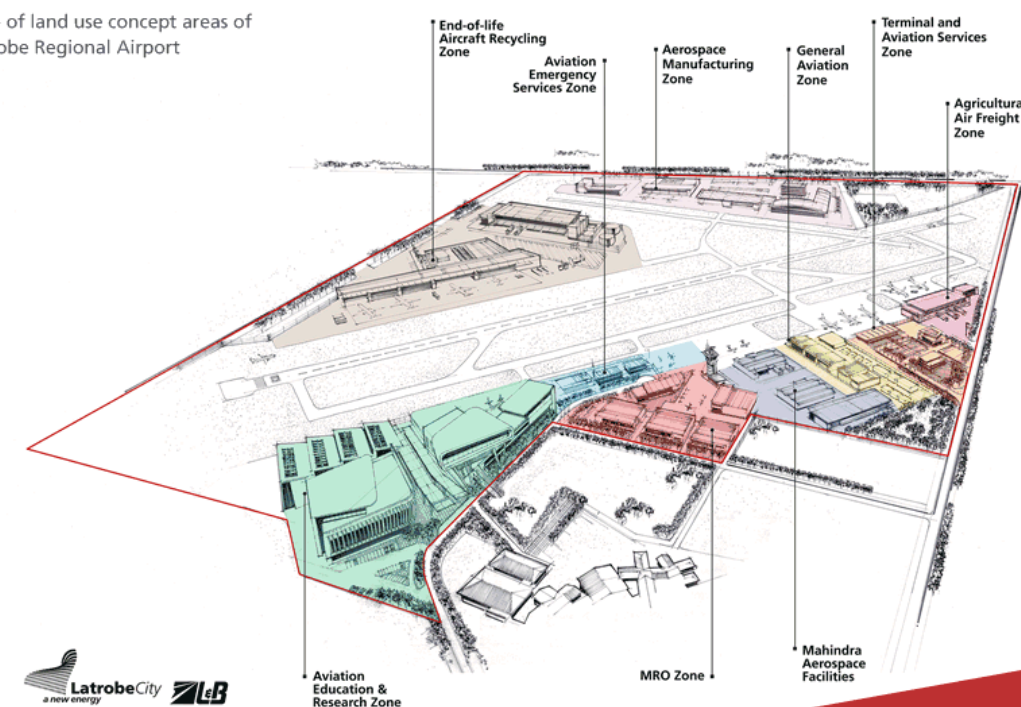 of land use concept areas of
obe Regional Airport
End-of-life
Aircraft Recycling
Zone
Aviation
Emergency
Services Zone
Aerospace
Manufacturing
Zone
General
Aviation
Zone
Terminal and
Aviation Services
Zone
Agricultura
Air Freight
Zone
Aviation
Education &
Research Zone
MRO Zone
Mahindra
Aerospace
Facilities
LatrobeCity
a new energy
L&B